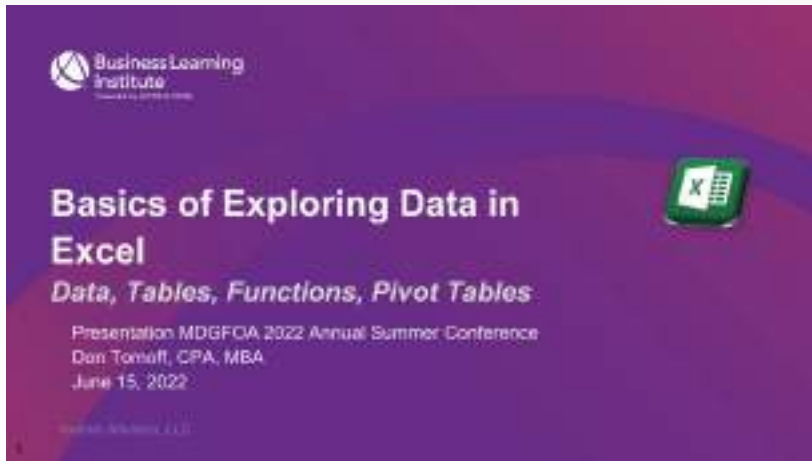 Business Learning
Institute
Basics of Exploring Data in
Excel
Data, Tables, Functions, Pivot Tables
Presentation MDGFOA 2022 Annual Summer Conference
Don Tomoff, CPA, MBA
June 15, 2022
X